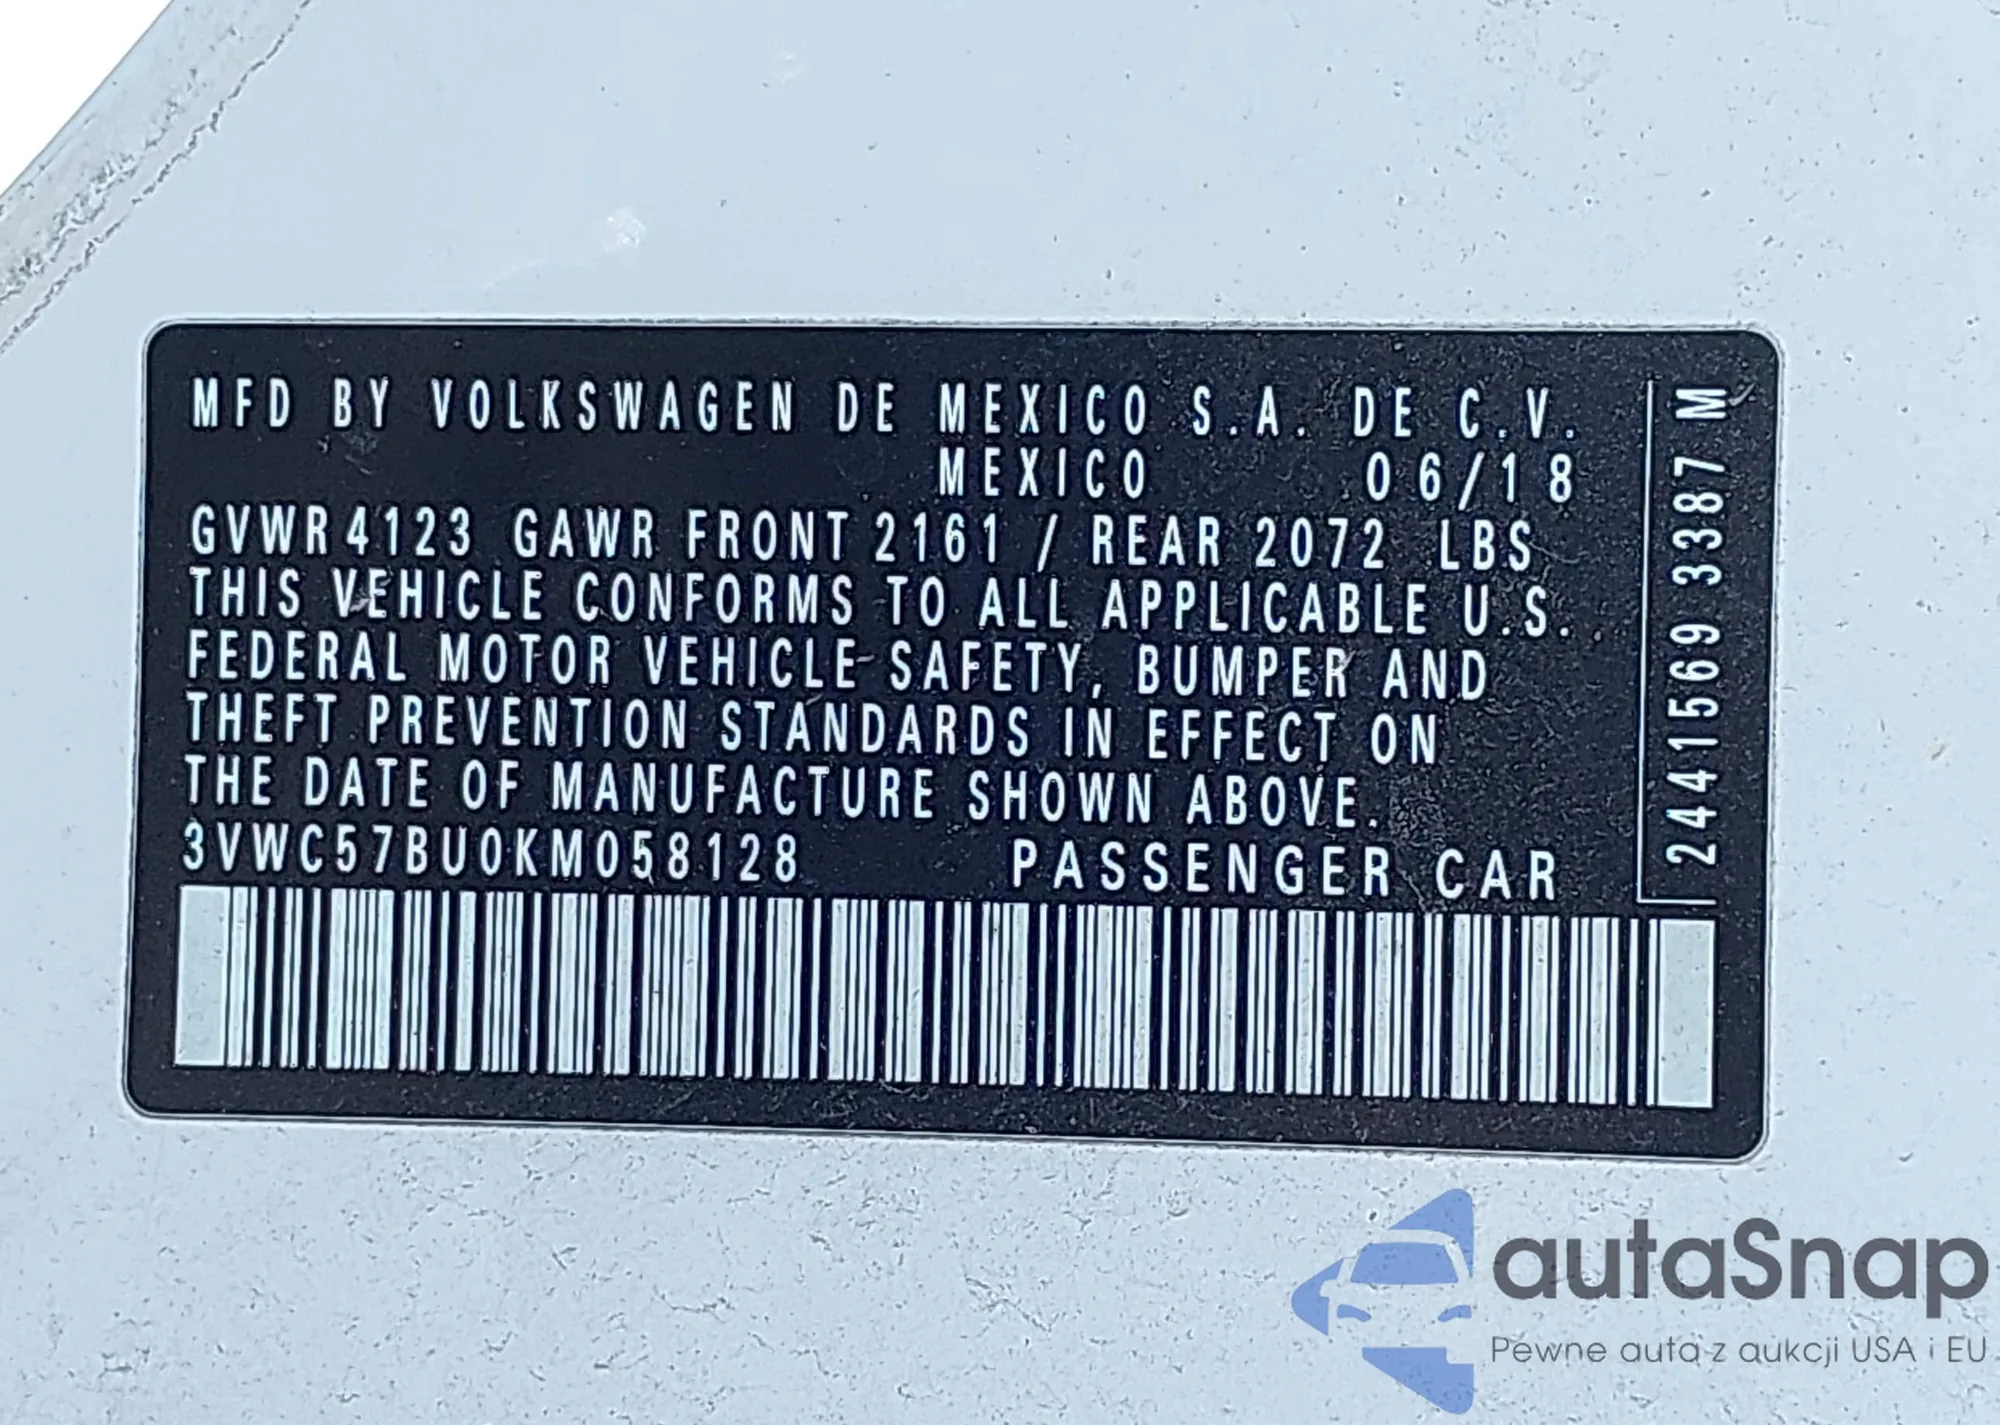 MFD BY VOLKSWAGEN DE MEXICO S.A. DE C.V.
MEXICO 06/18
GVWR 4123 GAWR FRONT 2161 / REAR 2072 LBS
THIS VEHICLE CONFORMS TO ALL APPLICABLE U.S.
FEDERAL MOTOR VEHICLE SAFETY, BUMPER AND
THEFT PREVENTION STANDARDS IN EFFECT ON
THE DATE OF MANUFACTURE SHOWN ABOVE.
3VWC57BU0KM058128 PASSENGER CAR
2441569 3387 M
autaSnap
Pewne auta z aukcji USA i EU